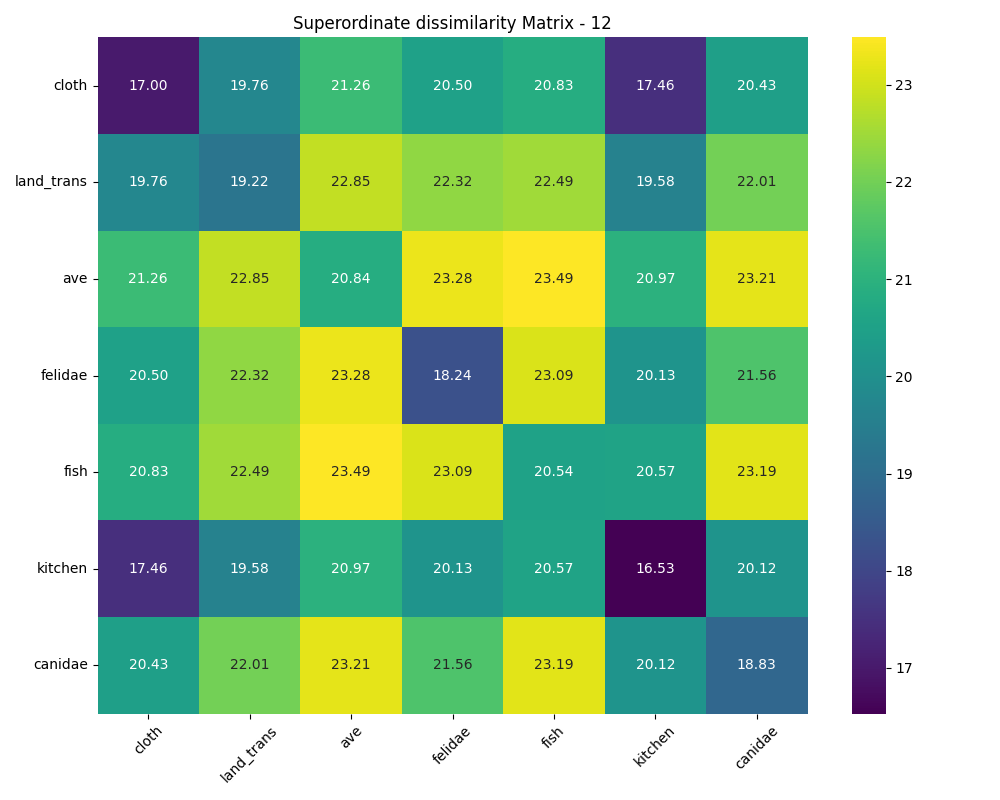 Superordinate dissimilarity Matrix - 12
cloth 17.00 19.76 21.26 20.50 20.83 17.46 20.43
land_trans 19.76 19.22 22.85 22.32 22.49 19.58 22.01
ave 21.26 22.85 20.84 23.28 23.49 20.97 23.21
felidae 20.50 22.32 23.28 18.24 23.09 20.13 21.56
fish 20.83 22.49 23.49 23.09 20.54 20.57 23.19
kitchen 17.46 19.58 20.97 20.13 20.57 16.53 20.12
canidae 20.43 22.01 23.21 21.56 23.19 20.12 18.83
cloth land_trans ave felidae fish kitchen canidae
23
22
21
20
19
18
17